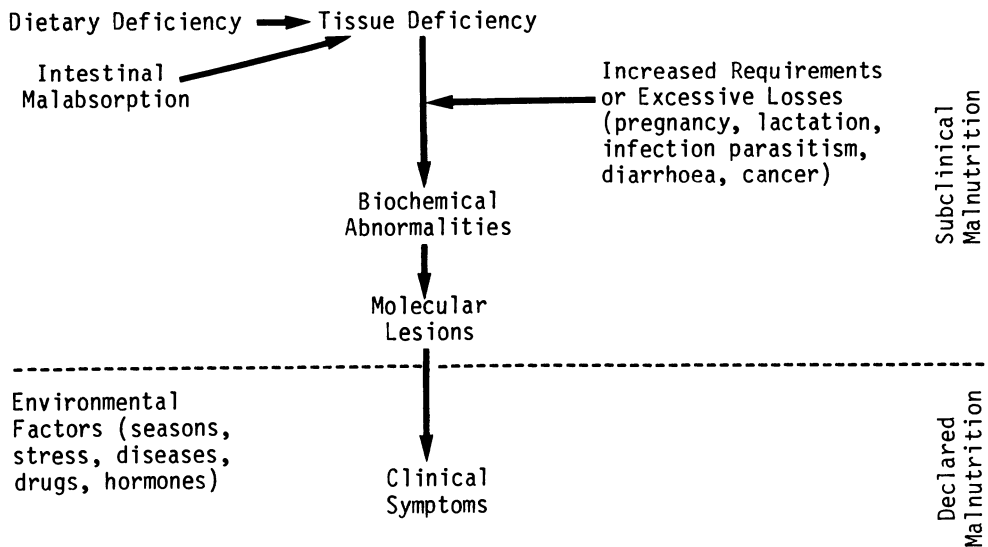 Dietary Deficiency
Tissue Deficiency
Intestinal
Malabsorption
Increased Requirements
or Excessive Losses
(pregnancy, lactation,
infection parasitism,
diarrhoea, cancer)
Subclinical
Malnutrition
Biochemical
Abnormalities
Molecular
Lesions
Environmental
Factors (seasons,
stress, diseases,
drugs, hormones)
Clinical
Symptoms
Declared
Malnutrition